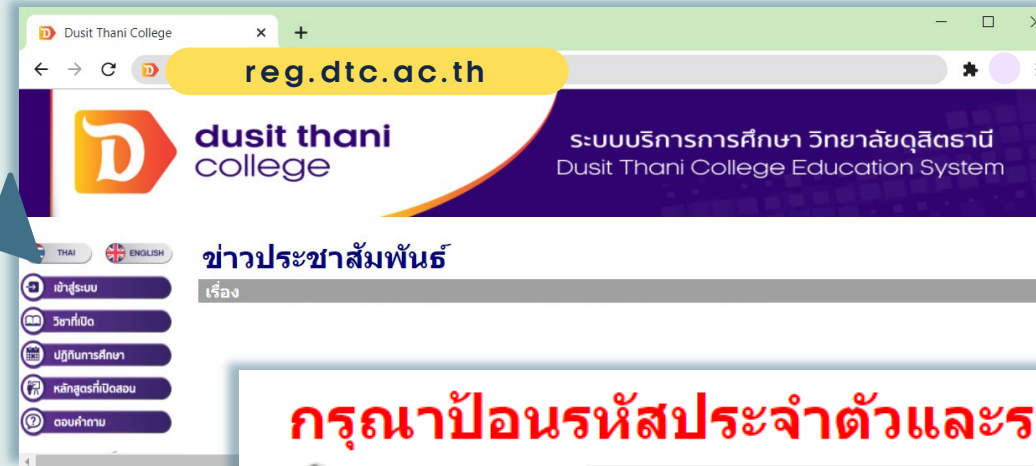 Dusit Thani College
reg.dtc.ac.th
dusit thani
college
ระบบบริการการศึกษา วิทยาลัยดุสิตธานี
Dusit Thani College Education System
THAI
ENGLISH
ข่าวประชาสัมพันธ์
เรื่อง
เข้าสู่ระบบ
วิชาที่เปิด
ปฏิทินการศึกษา
หลักสูตรที่เปิดสอน
ตอบคำถาม
กรุณาป้อนรหัสประจำตัวและร